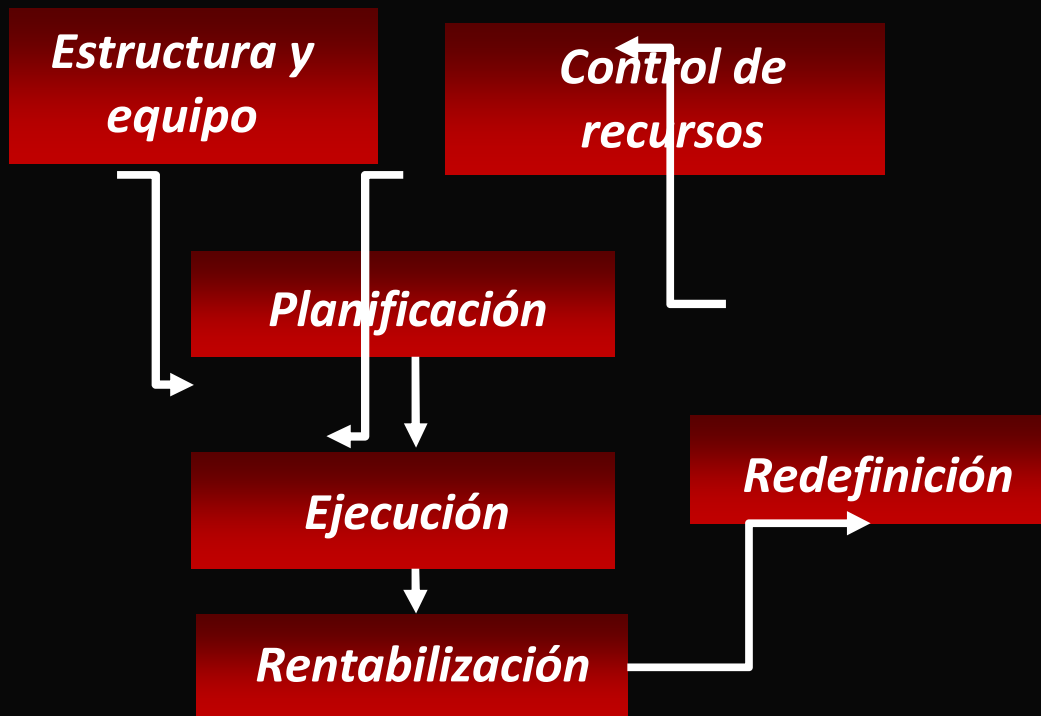 Estructura y
equipo
Control de
recursos
Planificación
Ejecución
Redefinición
Rentabilización